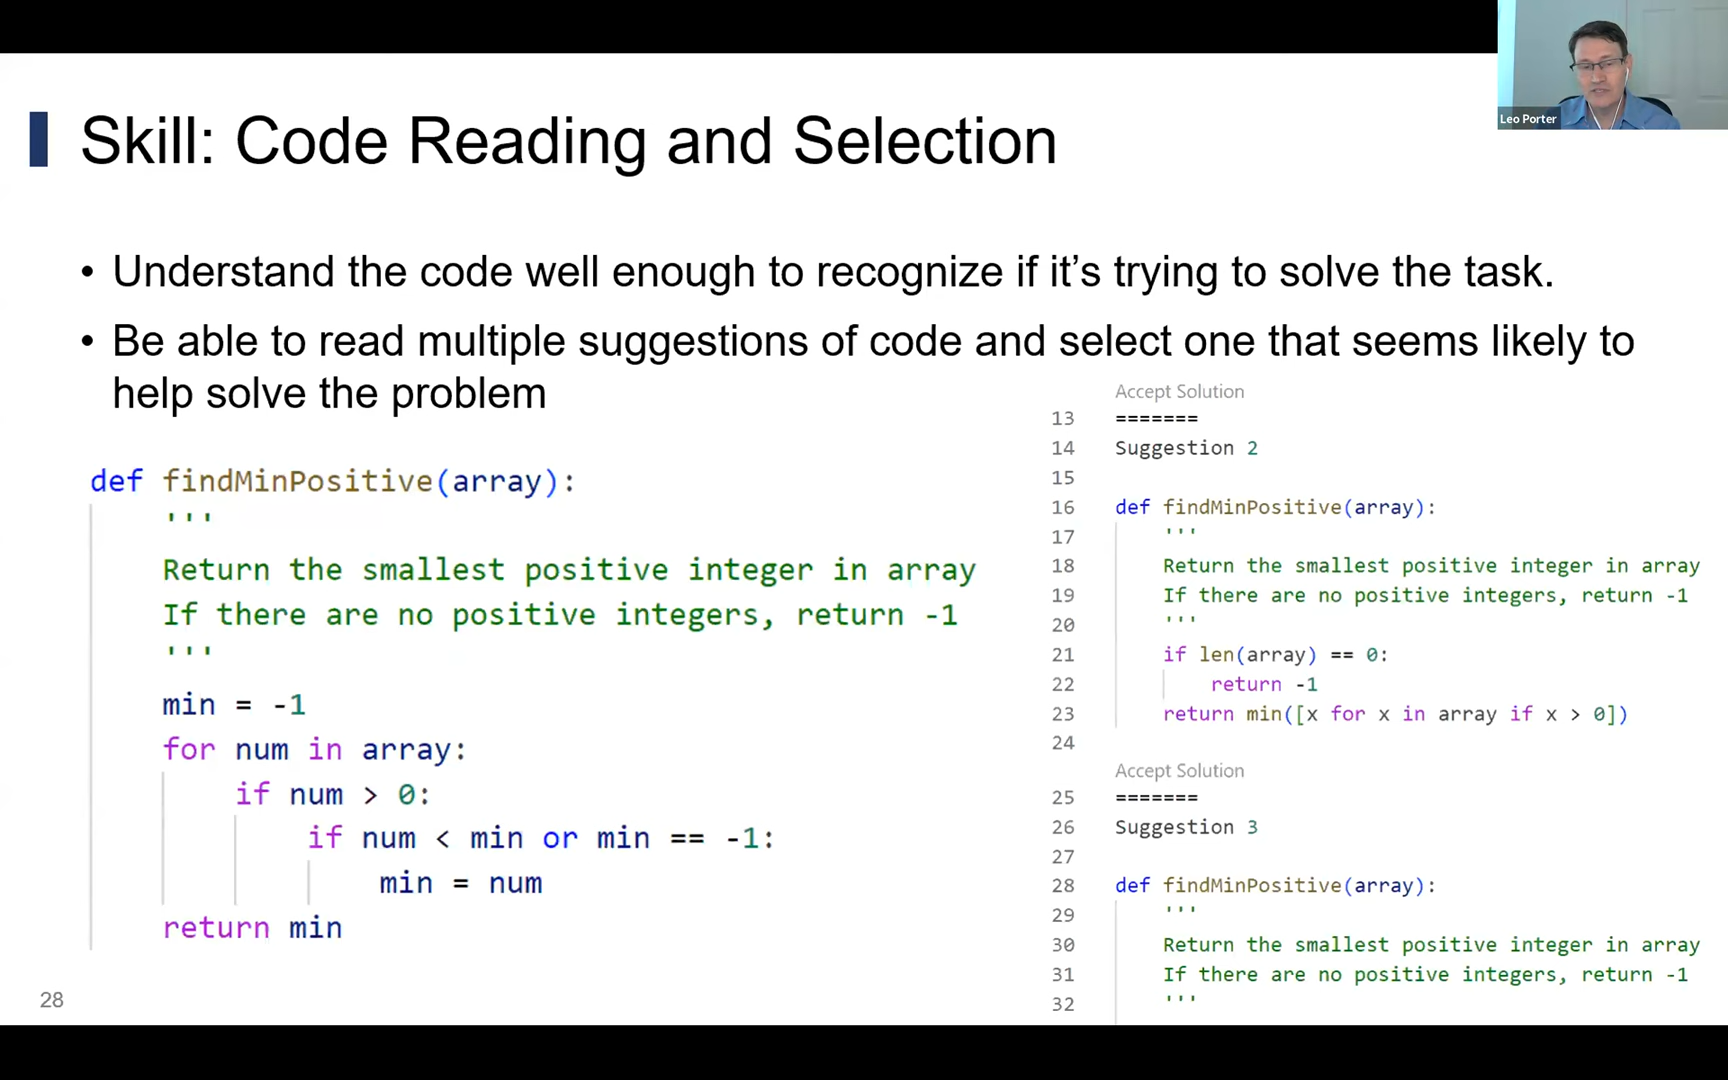 Leo Porter
Skill: Code Reading and Selection
• Understand the code well enough to recognize if it's trying to solve the task.
• Be able to read multiple suggestions of code and select one that seems likely to
help solve the problem
def findMinPositive(array):
    '''
    Return the smallest positive integer in array
    If there are no positive integers, return -1
    '''
    min = -1
    for num in array:
        if num > 0:
            if num < min or min == -1:
                min = num
    return min
28
Accept Solution
13 =======
14 Suggestion 2
15
16 def findMinPositive(array):
17     '''
18     Return the smallest positive integer in array
19     If there are no positive integers, return -1
20     '''
21     if len(array) == 0:
22         return -1
23     return min([x for x in array if x > 0])
24
Accept Solution
25 =======
26 Suggestion 3
27
28 def findMinPositive(array):
29     '''
30     Return the smallest positive integer in array
31     If there are no positive integers, return -1
32     '''